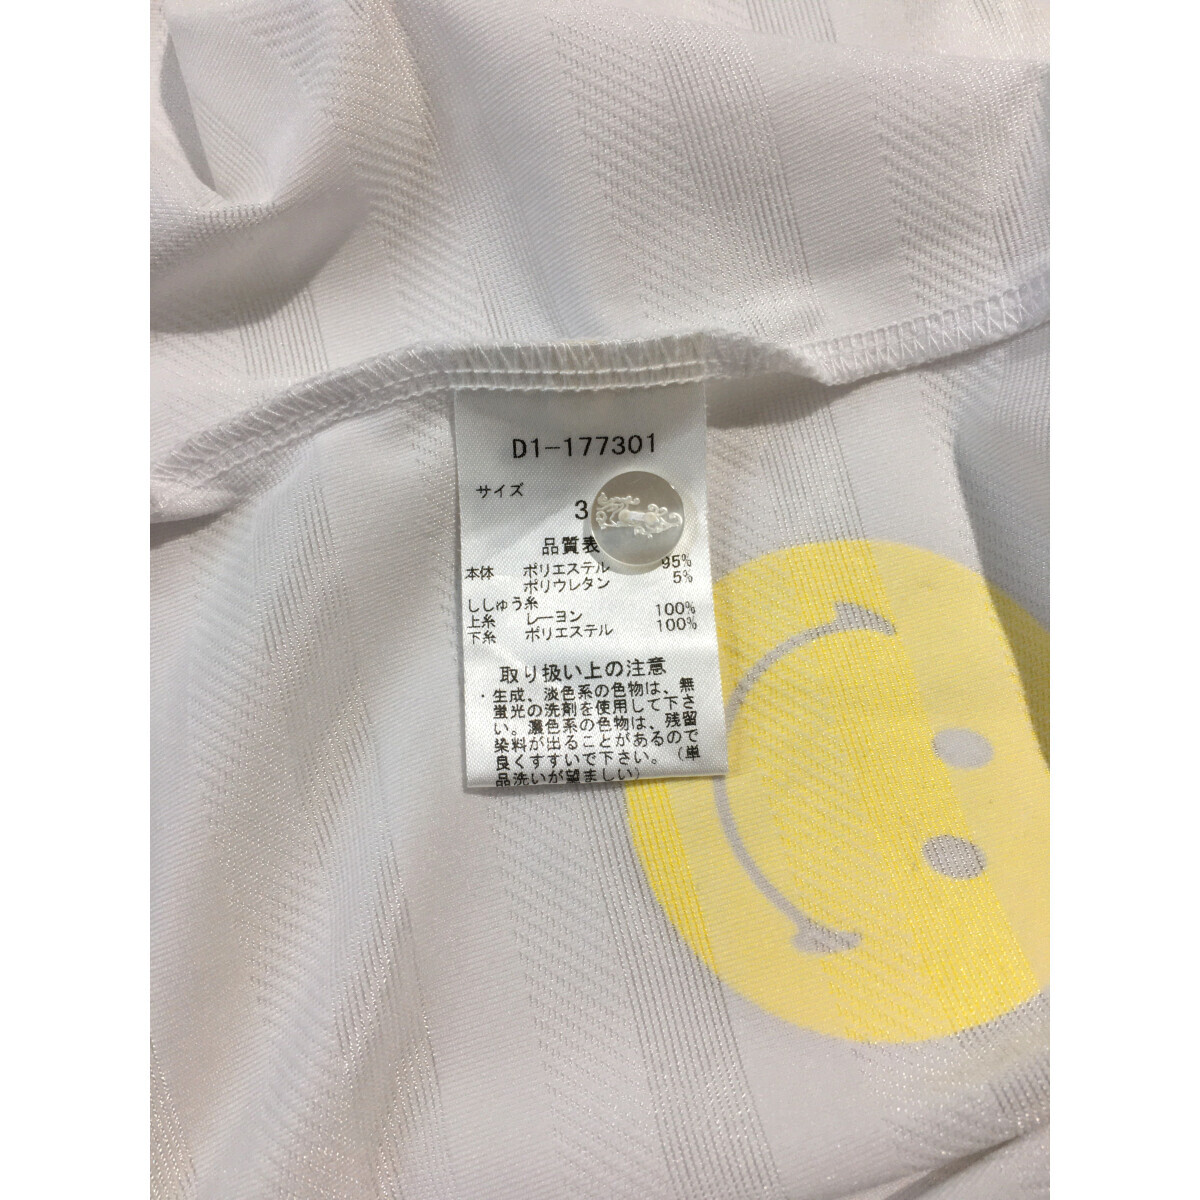 D1-177301
サイズ
3
品質表
本体 ポリエステル 95%
ポリウレタン 5%
ししゅう糸
上糸 レーヨン 100%
下糸 ポリエステル 100%
取り扱い上の注意
・生成、淡色系の色物は、無
蛍光の洗剤を使用して下さ
い。濃色系の色物は、残留
染料が出ることがあるので
良くすすいで下さい。（単
品洗いが望ましい）